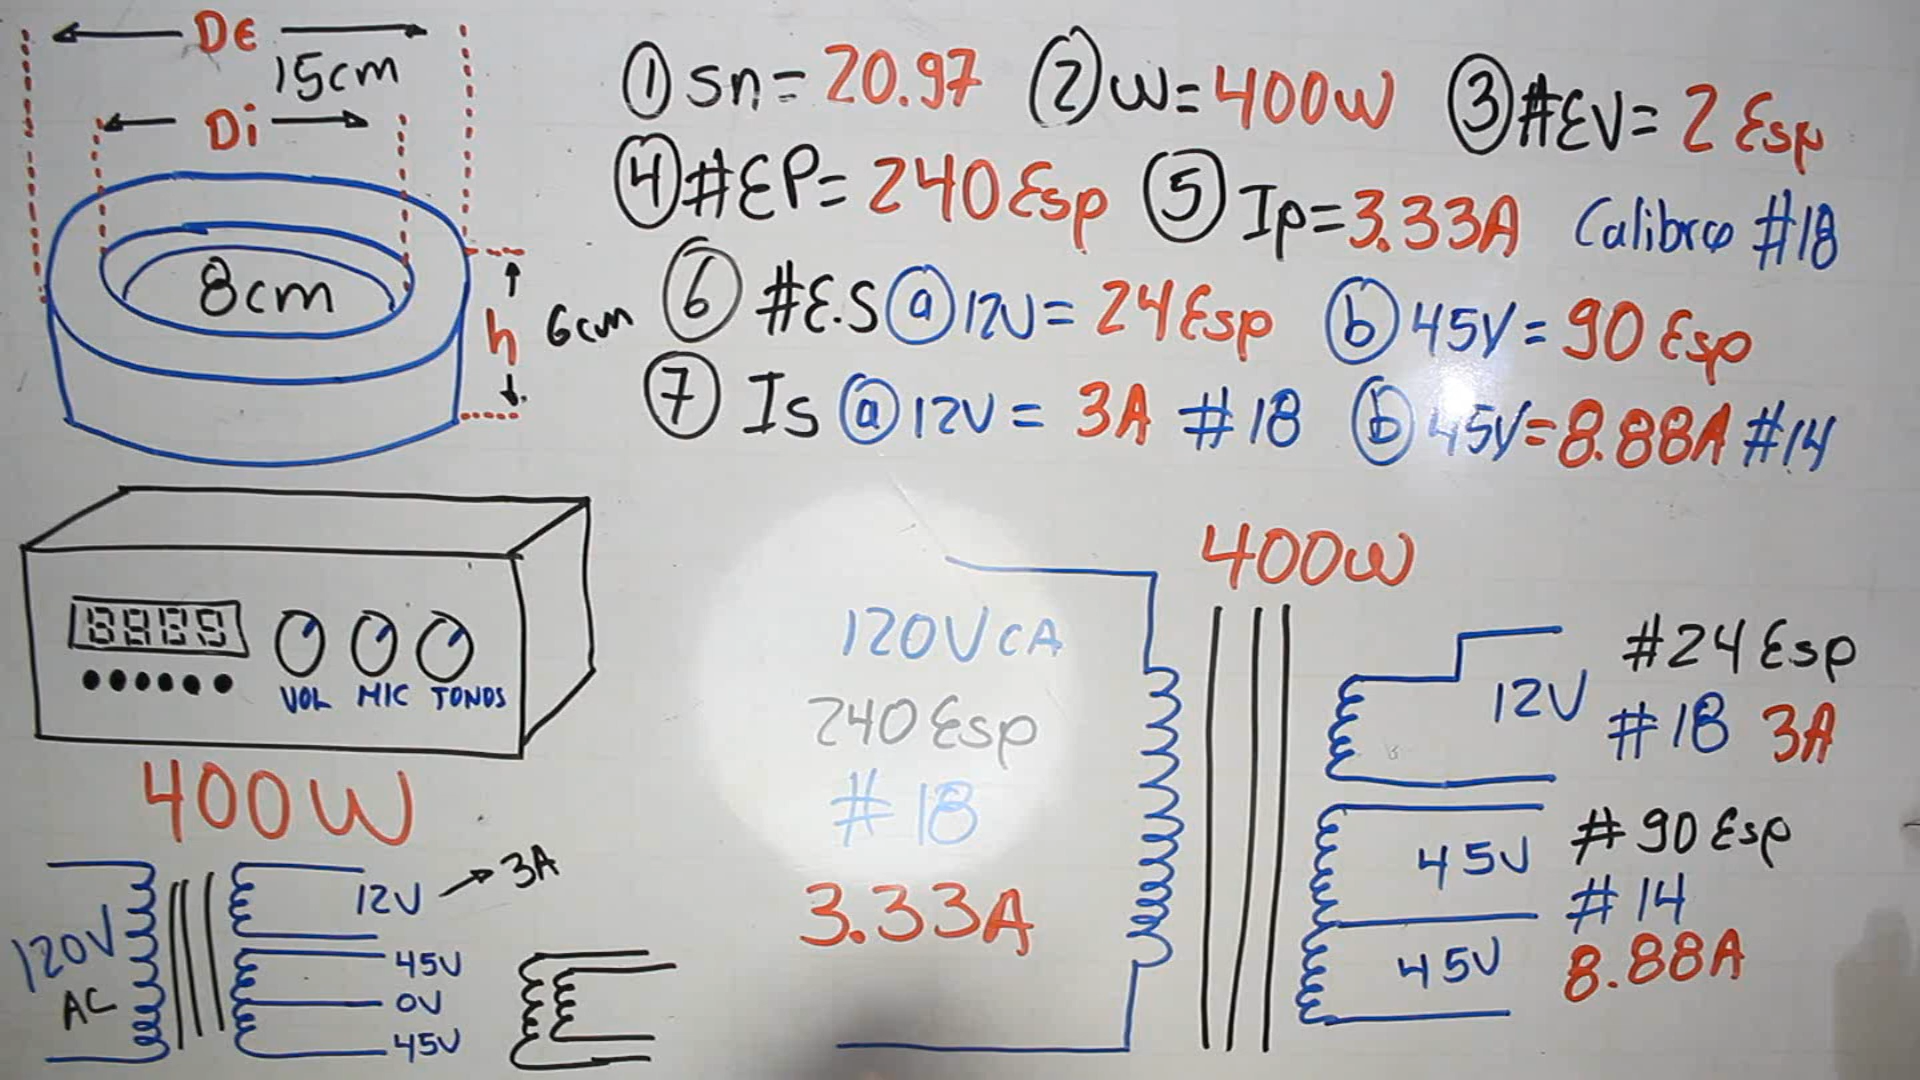 DE
15cm
Di
8cm
h 6cm
① Sn = 20.97 ② W = 400W ③ #EV = 2 Esp
④ #EP = 240 Esp ⑤ Ip = 3.33A Calibre #18
⑥ #E.S ⓐ 12V = 24 Esp ⓑ 45V = 90 Esp
⑦ Is ⓐ 12V = 3A #18 ⓑ 45V = 8.88A #14
VOL MIC TONOS
400W
120V
AC
12V → 3A
45V
0V
45V
400W
120V CA
240 Esp
#18
3.33A
12V
#24 Esp
#18 3A
45V
#90 Esp
#14
45V
8.88A